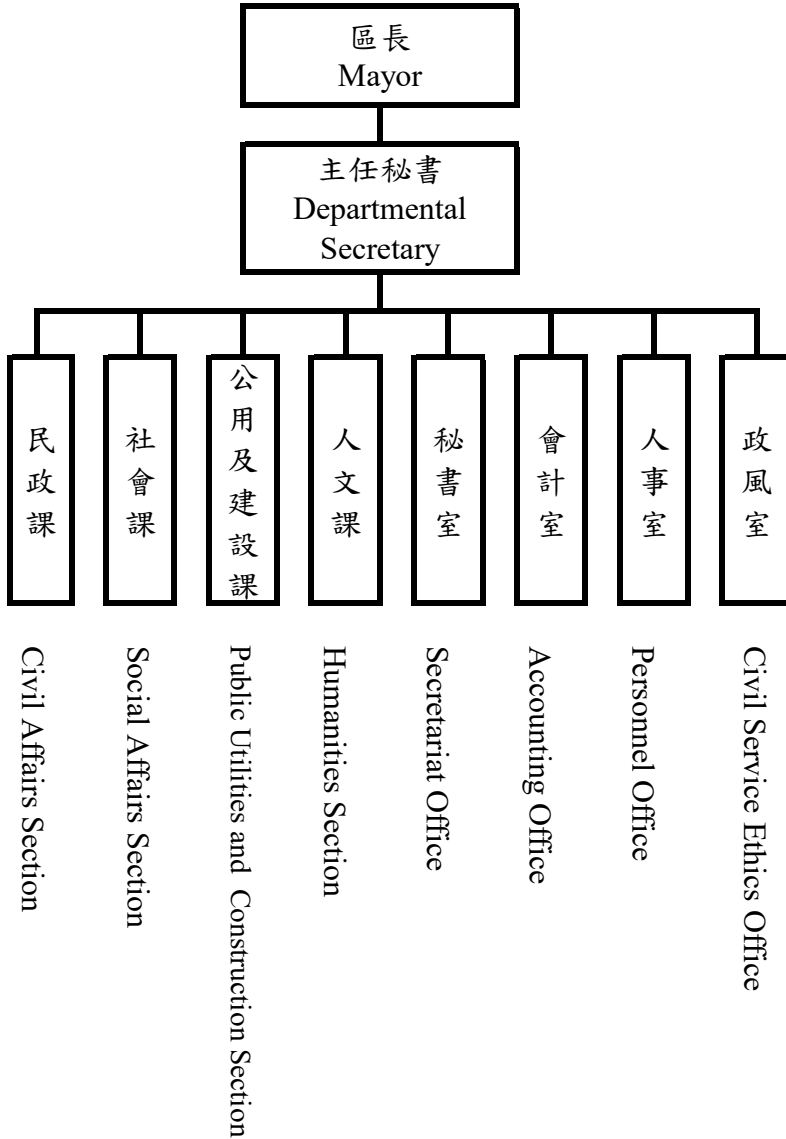 區長
Mayor
主任秘書
Departmental
Secretary
民政課
社會課
公用及建設課
人文課
秘書室
會計室
人事室
政風室
Civil Affairs Section
Social Affairs Section
Public Utilities and Construction Section
Humanities Section
Secretariat Office
Accounting Office
Personnel Office
Civil Service Ethics Office